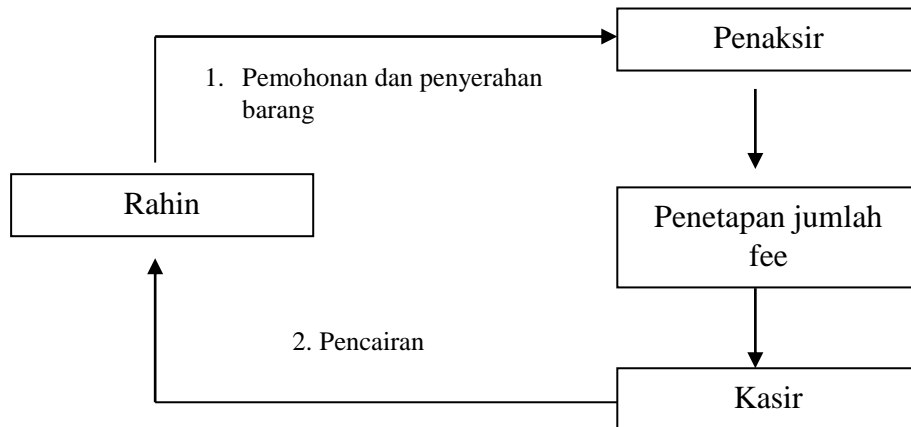 Penaksir
1. Pemohonan dan penyerahan
barang
Rahin
Penetapan jumlah
fee
2. Pencairan
Kasir